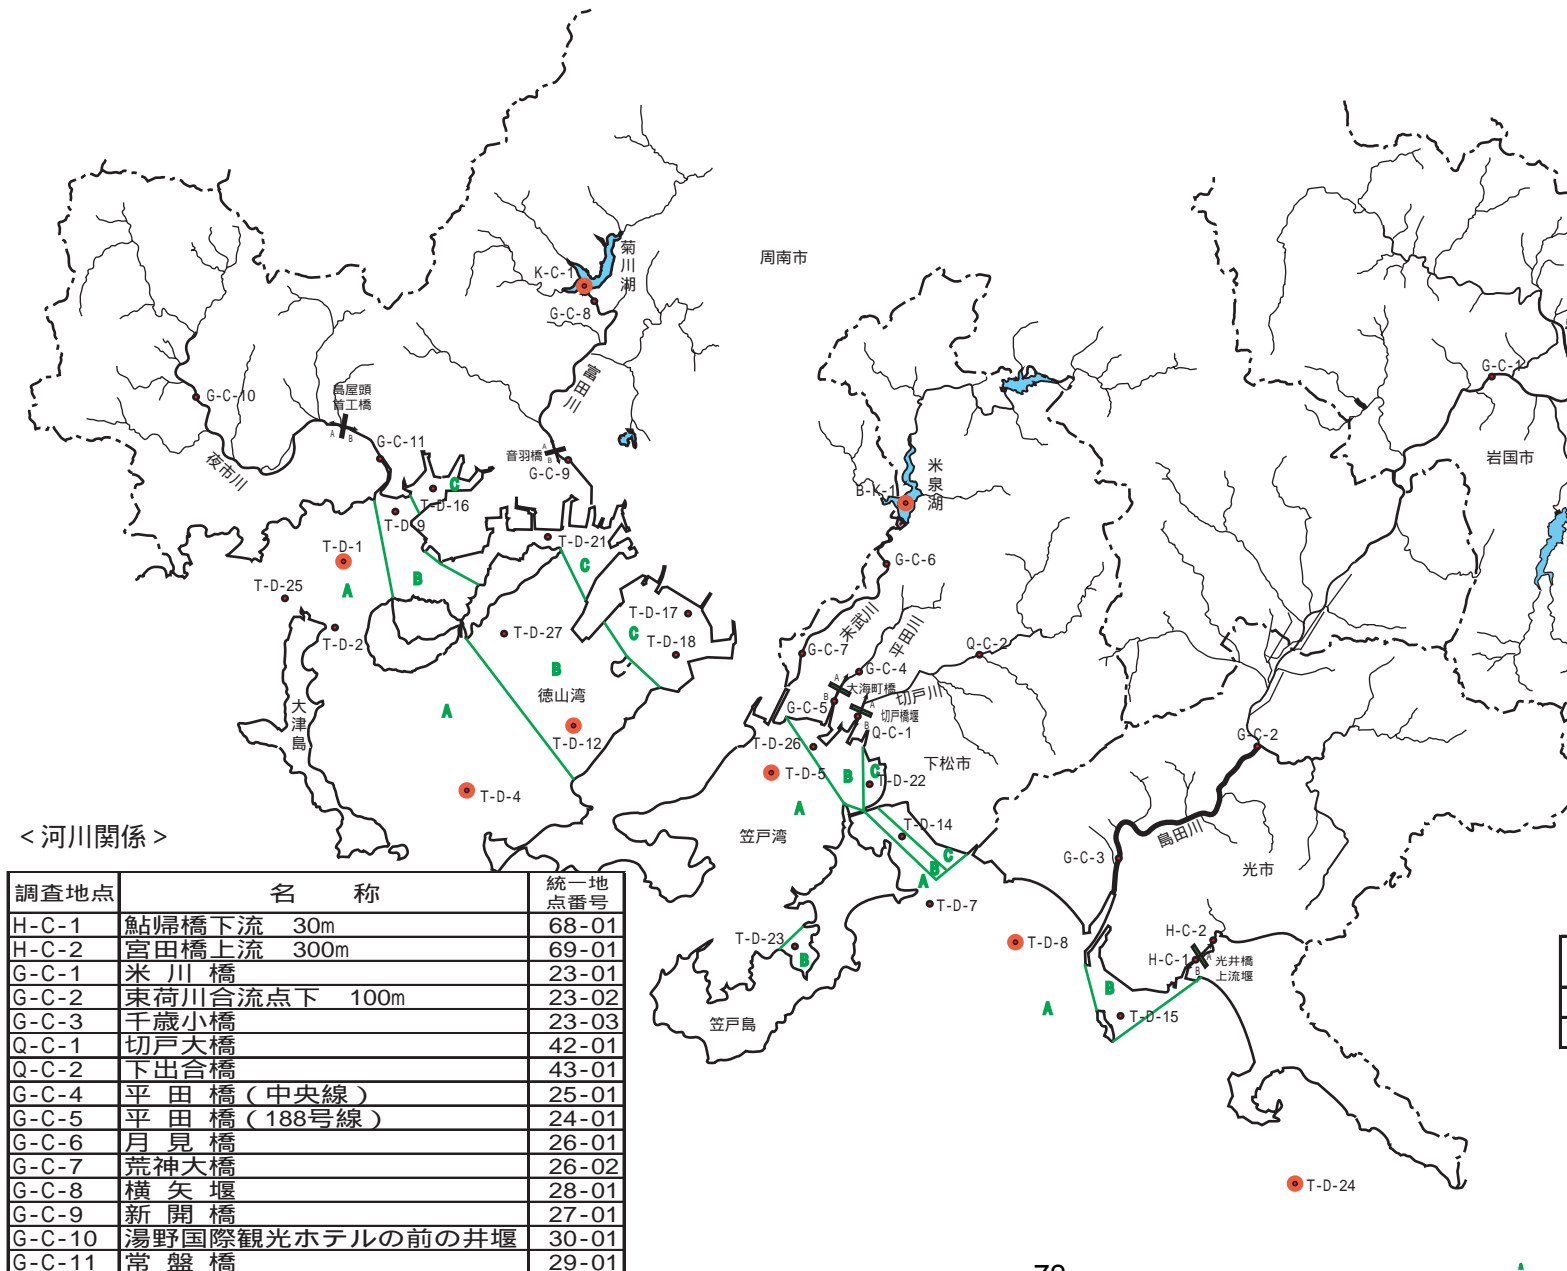 周南市
菊川湖
K-C-1
G-C-8
富田川
G-C-1
G-C-10
首工橋
A
B
G-C-11
夜市川
音羽橋
A
B
G-C-9
岩国市
米泉湖
B-K-1
C
T-D-16
T-D-9
T-D-21
T-D-1
C
B
A
T-D-25
T-D-2
G-C-6
T-D-17
T-D-27
C
T-D-18
B
末武川
平田川
Q-C-2
G-C-7
G-C-4
徳山湾
A
大津島
T-D-12
T-D-4
大海町橋
A
B
切戸川
G-C-5
切戸橋堰
A
B
Q-C-1
T-D-26
下松市
G-C-2
T-D-5
B
C
T-D-22
A
笠戸湾
T-D-14
C
B
A
島田川
G-C-3
光市
T-D-7
T-D-23
B
T-D-8
H-C-2
H-C-1
A
B
光井橋
上流堰
笠戸島
A
B
T-D-15
T-D-24
<河川関係>
調査地点 名 称 統一地点番号
H-C-1 鮎帰橋下流 30m 68-01
H-C-2 宮田橋上流 300m 69-01
G-C-1 米 川 橋 23-01
G-C-2 束荷川合流点下 100m 23-02
G-C-3 千歳小橋 23-03
Q-C-1 切戸大橋 42-01
Q-C-2 下出合橋 43-01
G-C-4 平 田 橋(中央線) 25-01
G-C-5 平 田 橋(188号線) 24-01
G-C-6 月 見 橋 26-01
G-C-7 荒神大橋 26-02
G-C-8 横 矢 堰 28-01
G-C-9 新 開 橋 27-01
G-C-10 湯野国際観光ホテルの前の井堰 30-01
G-C-11 常 盤 橋 29-01